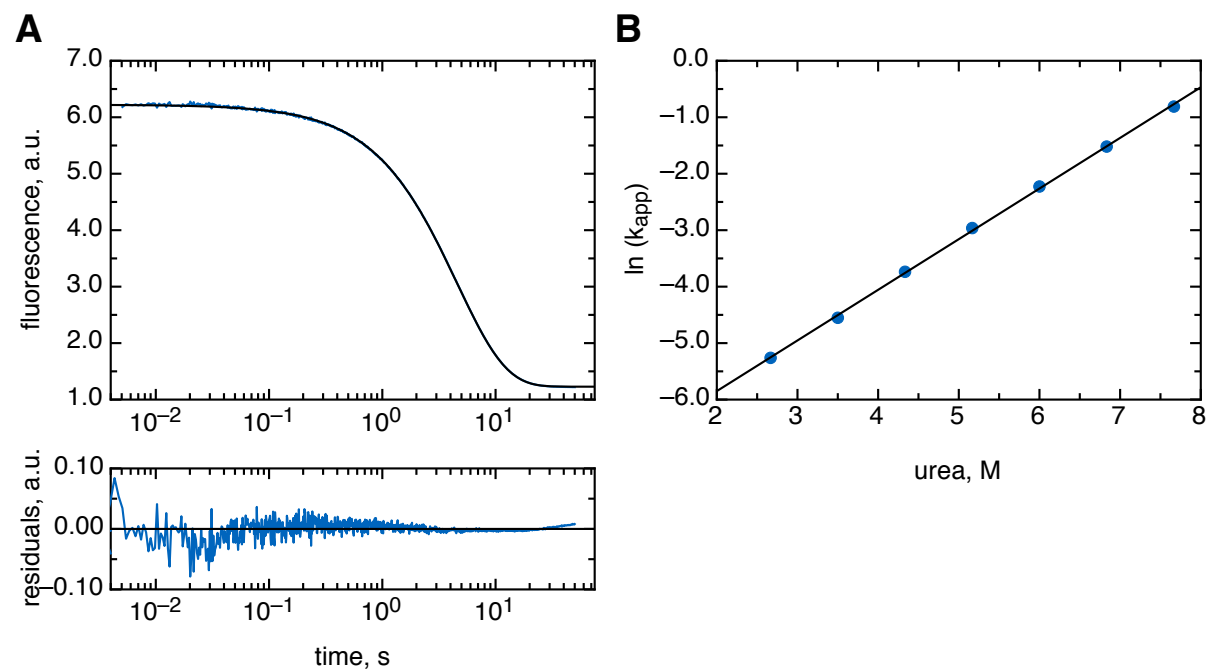 A
7.0
6.0
5.0
4.0
3.0
2.0
1.0
fluorescence, a.u.
10⁻² 10⁻¹ 10⁰ 10¹
0.10
0.00
−0.10
residuals, a.u.
10⁻² 10⁻¹ 10⁰ 10¹
time, s
B
0.0
−1.0
−2.0
−3.0
−4.0
−5.0
−6.0
ln (kapp)
2 3 4 5 6 7 8
urea, M